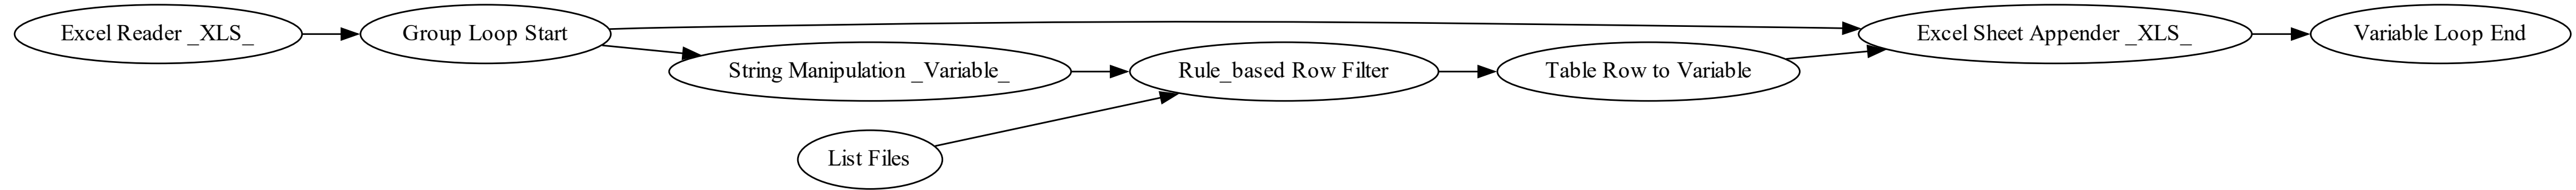 Excel Reader _XLS_
Group Loop Start
String Manipulation _Variable_
List Files
Rule_based Row Filter
Table Row to Variable
Excel Sheet Appender _XLS_
Variable Loop End